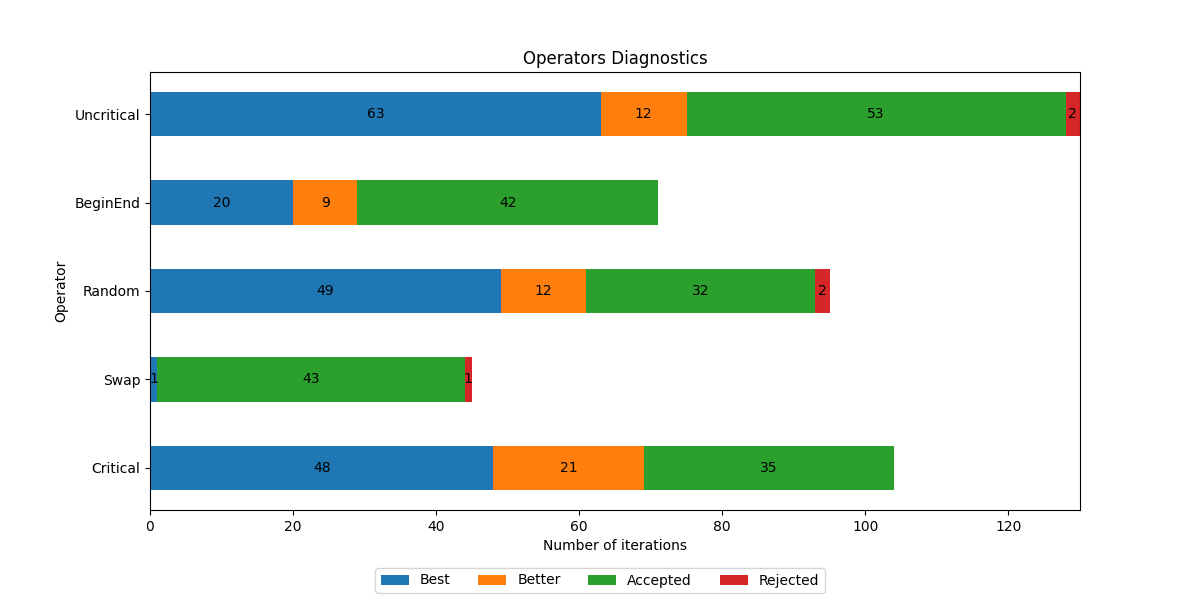 Operators Diagnostics
Operator
Uncritical 63 12 53 2
BeginEnd 20 9 42
Random 49 12 32 2
Swap 1 43 1
Critical 48 21 35
0 20 40 60 80 100 120
Number of iterations
Best Better Accepted Rejected